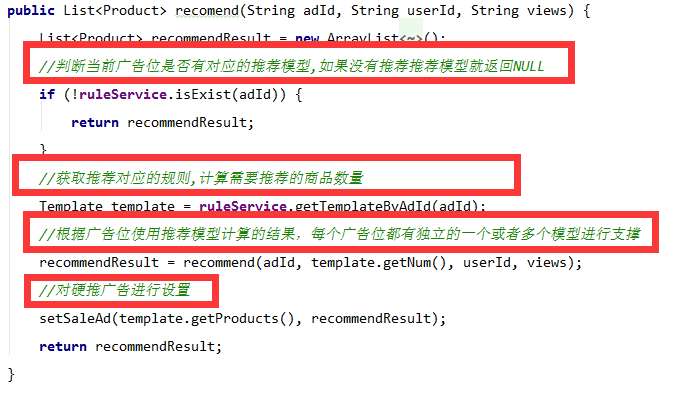 public List<Product> recomend(String adId, String userId, String views) {
List<Product> recommendResult = new ArrayList<~>();
//判断当前广告位是否有对应的推荐模型,如果没有推荐推荐模型就返回NULL
if (!ruleService.isExist(adId)) {
return recommendResult;
}
//获取推荐对应的规则,计算需要推荐的商品数量
Template template = ruleService.getTemplateByAdId(adId);
//根据广告位使用推荐模型计算的结果，每个广告位都有独立的一个或者多个模型进行支撑
recommendResult = recommend(adId, template.getNum(), userId, views);
//对硬推广告进行设置
setSaleAd(template.getProducts(), recommendResult);
return recommendResult;
}